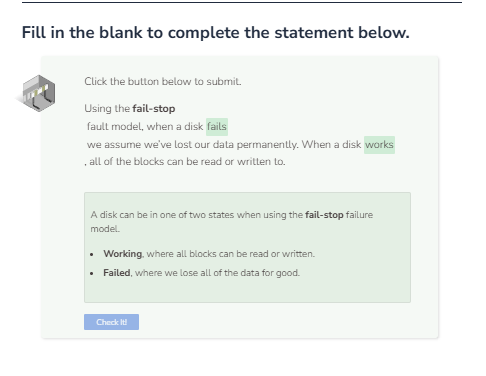 Fill in the blank to complete the statement below.
Click the button below to submit.
Using the fail-stop
fault model, when a disk fails
we assume we've lost our data permanently. When a disk works
, all of the blocks can be read or written to.
A disk can be in one of two states when using the fail-stop failure
model.
• Working, where all blocks can be read or written.
• Failed, where we lose all of the data for good.
Check It!